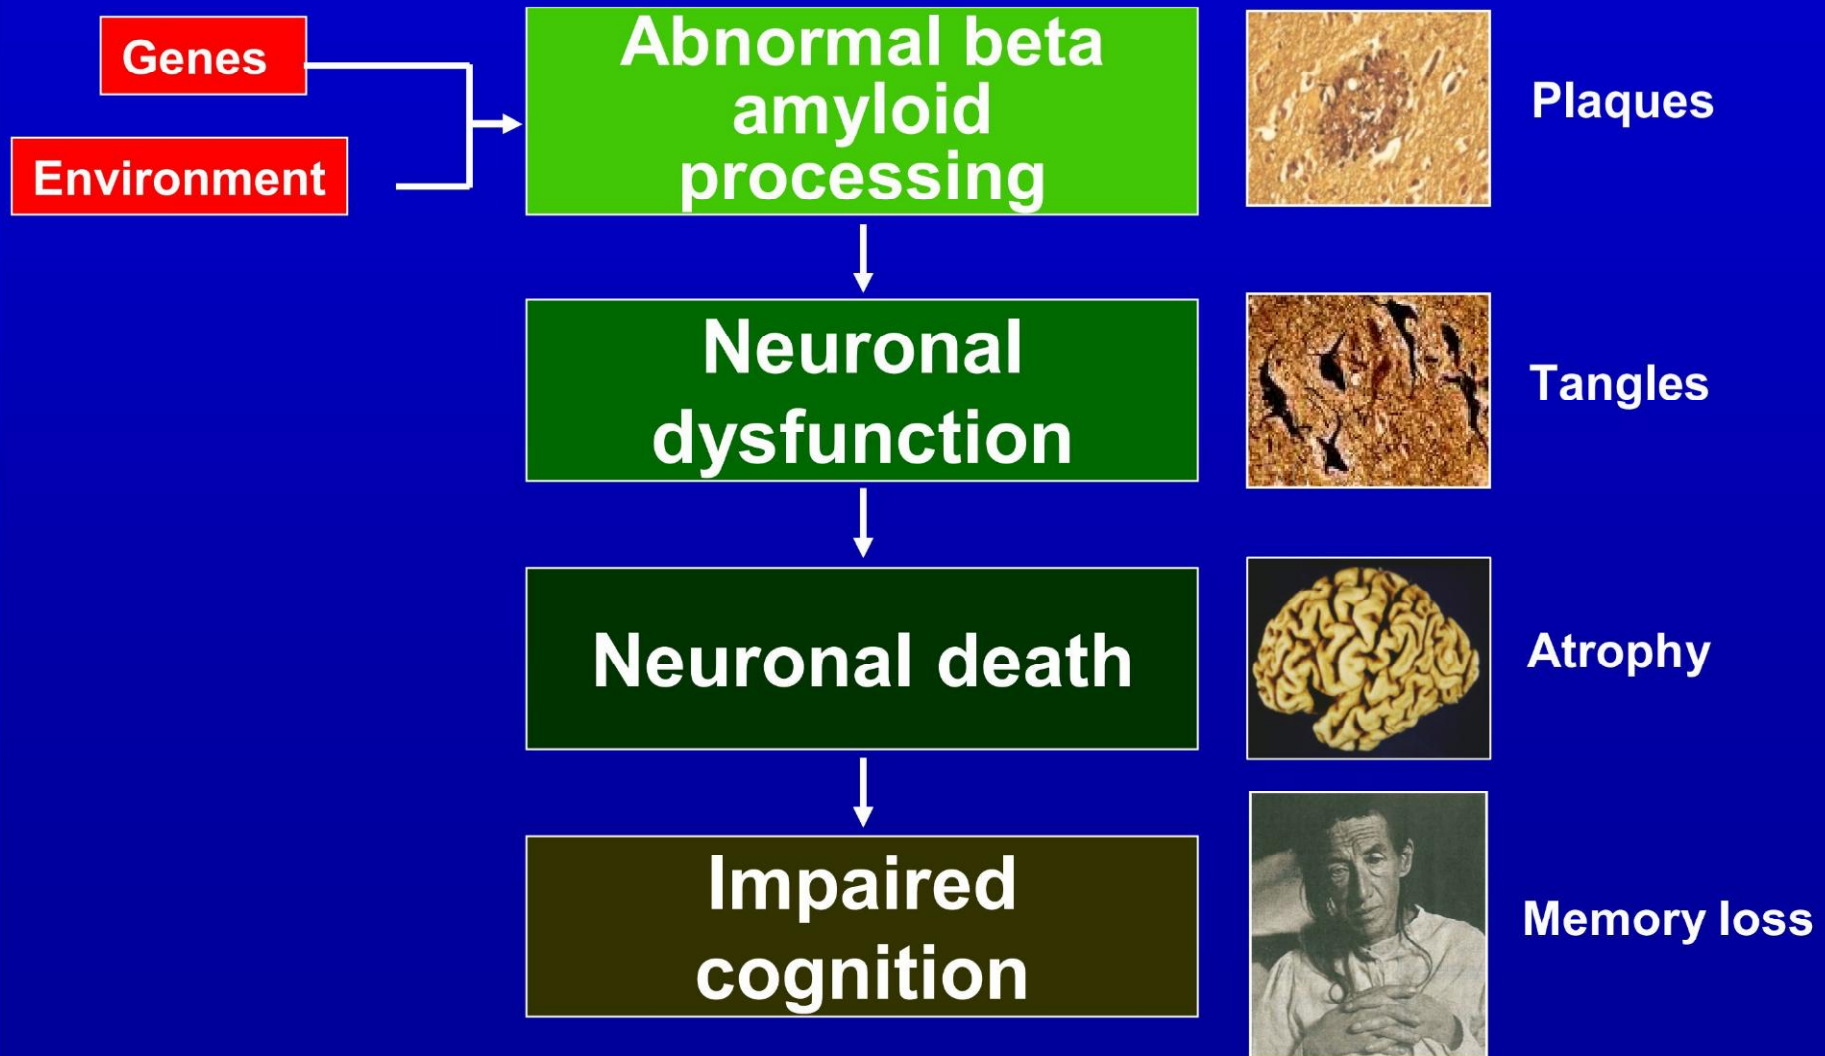 Genes
Environment
Abnormal beta
amyloid
processing
Plaques
Neuronal
dysfunction
Tangles
Neuronal death
Atrophy
Impaired
cognition
Memory loss